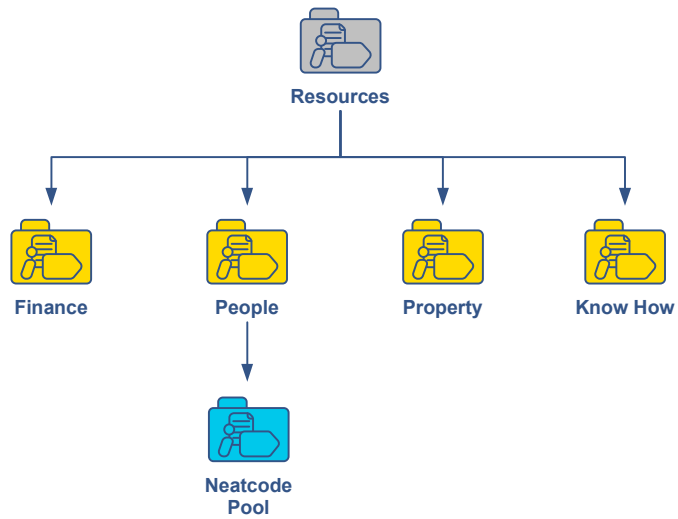 Resources
Finance
People
Property
Know How
Neatcode
Pool